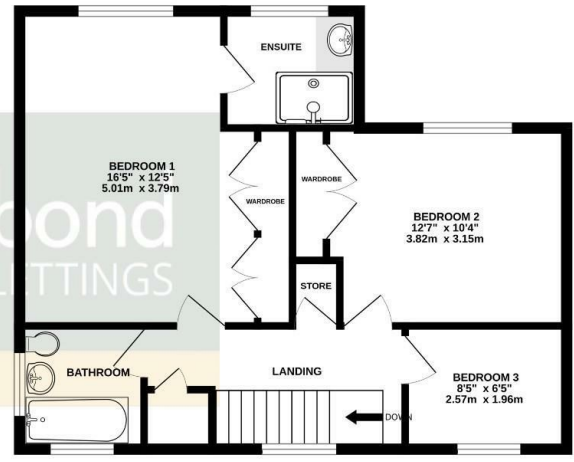 ENSUITE
BEDROOM 1
16'5" x 12'5"
5.01m x 3.79m
WARDROBE
WARDROBE
BEDROOM 2
12'7" x 10'4"
3.82m x 3.15m
bond
LETTINGS
STORE
BATHROOM
LANDING
BEDROOM 3
8'5" x 6'5"
2.57m x 1.96m
DOWN